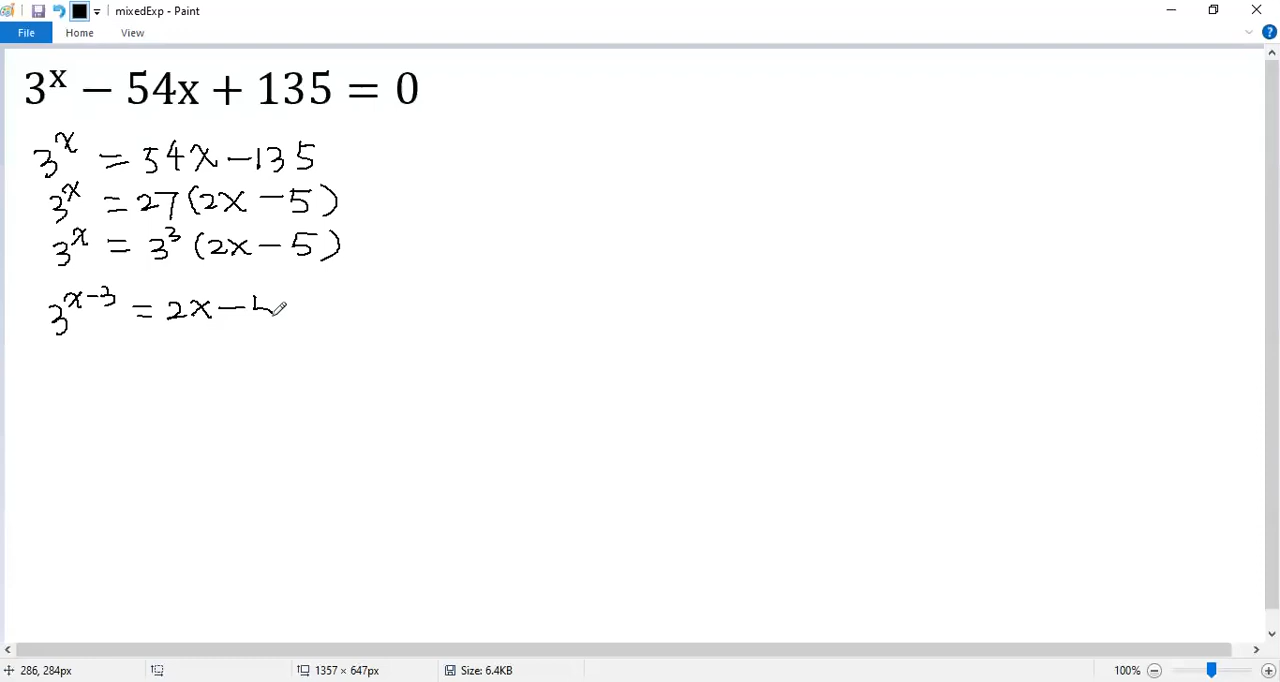 mixedExp - Paint
File Home View
3ˣ − 54x + 135 = 0
3ˣ = 54x − 135
3ˣ = 27(2x − 5)
3ˣ = 3³ (2x − 5)
3ˣ⁻³ = 2x −
286, 284px 1357 × 647px Size: 6.4KB 100%